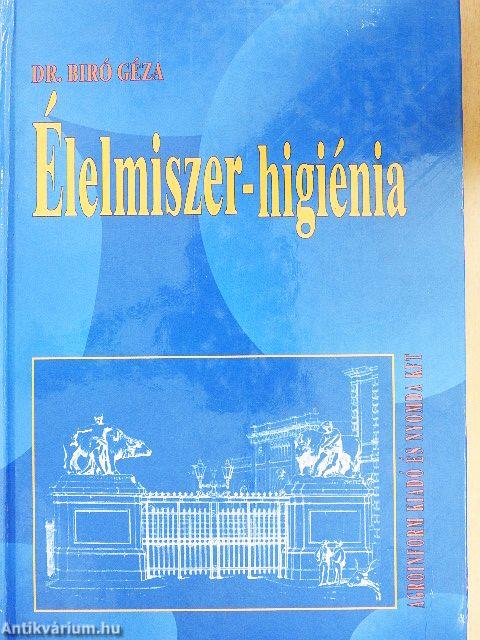 DR. BIRÓ GÉZA
Élelmiszer-higiénia
AGROINFORM KIADÓ ÉS NYOMDA KFT
Antikvárium.hu